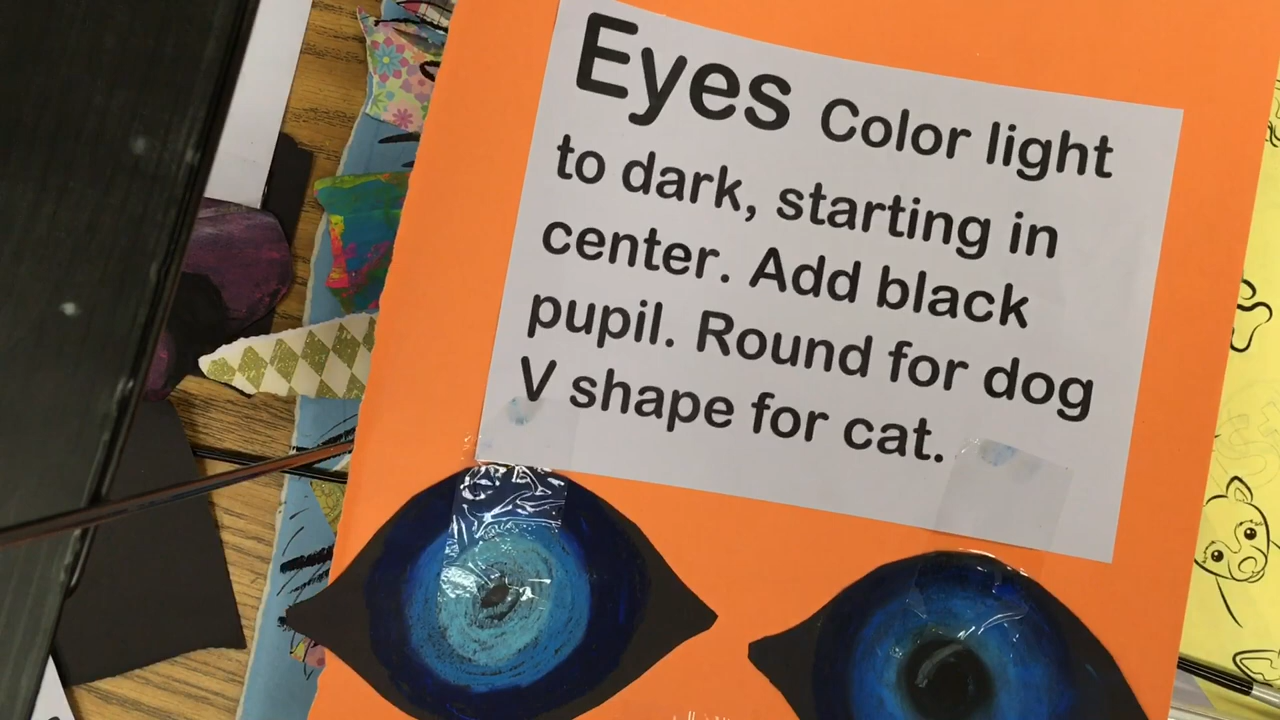 Eyes Color light
to dark, starting in
center. Add black
pupil. Round for dog
V shape for cat.